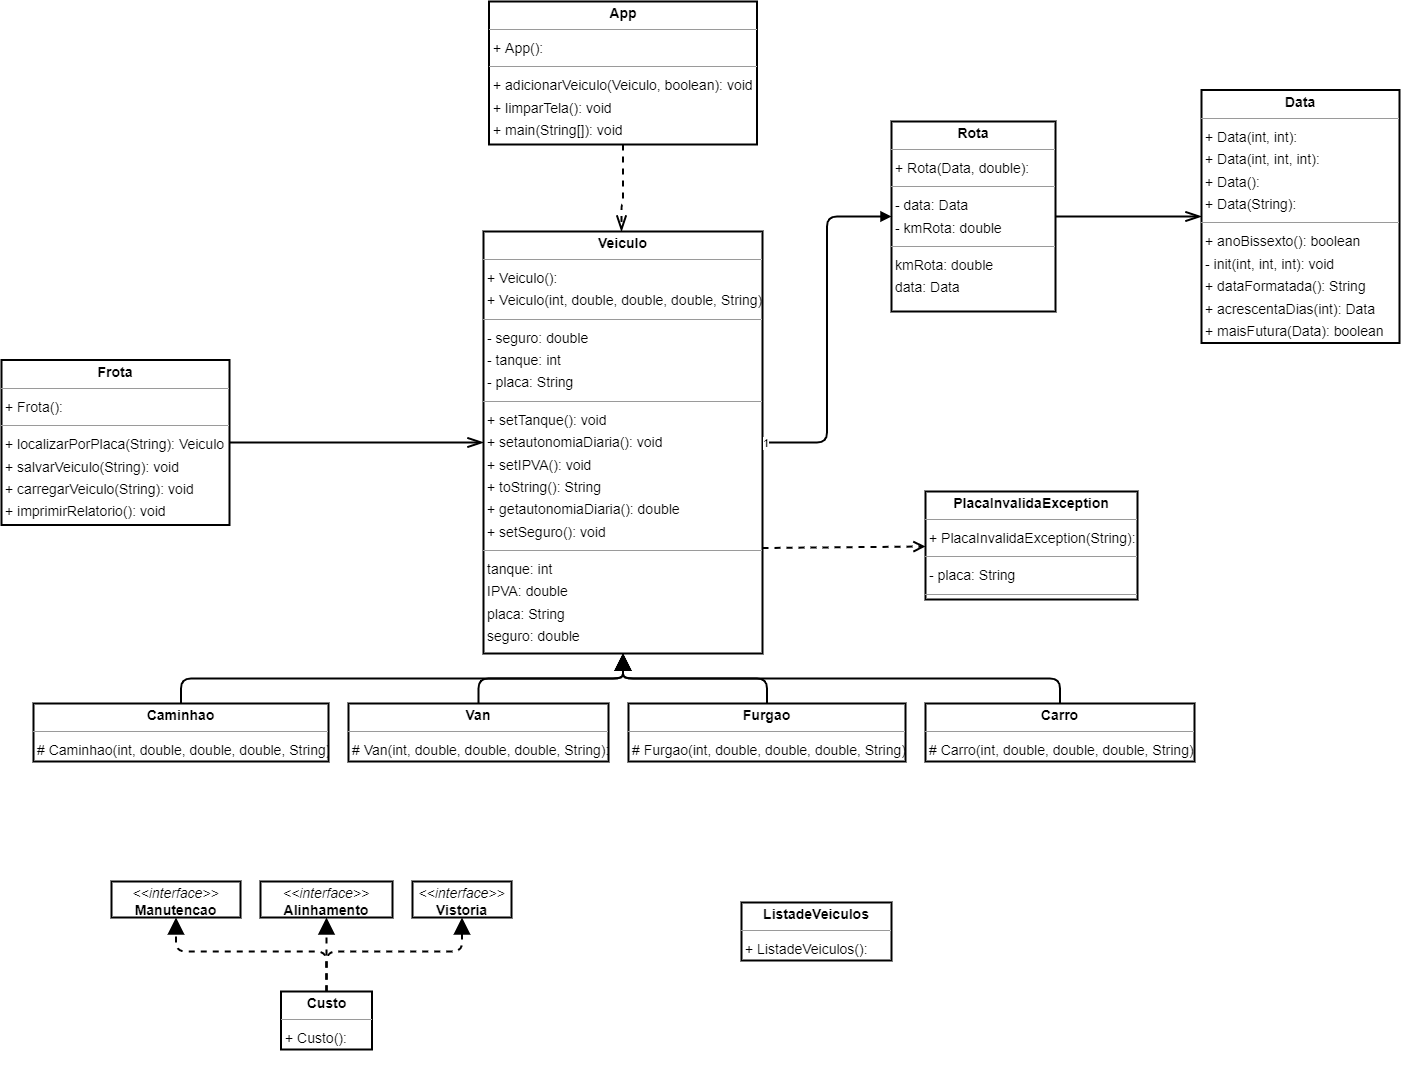 App
+ App():
+ adicionarVeiculo(Veiculo, boolean): void
+ limparTela(): void
+ main(String[]): void
Data
+ Data(int, int):
+ Data(int, int, int):
+ Data():
+ Data(String):
+ anoBissexto(): boolean
- init(int, int, int): void
+ dataFormatada(): String
+ acrescentaDias(int): Data
+ maisFutura(Data): boolean
Rota
+ Rota(Data, double):
- data: Data
- kmRota: double
kmRota: double
data: Data
Veiculo
+ Veiculo():
+ Veiculo(int, double, double, double, String)
- seguro: double
- tanque: int
- placa: String
+ setTanque(): void
+ setautonomiaDiaria(): void
+ setIPVA(): void
+ toString(): String
+ getautonomiaDiaria(): double
+ setSeguro(): void
tanque: int
IPVA: double
placa: String
seguro: double
1
Frota
+ Frota():
+ localizarPorPlaca(String): Veiculo
+ salvarVeiculo(String): void
+ carregarVeiculo(String): void
+ imprimirRelatorio(): void
PlacaInvalidaException
+ PlacaInvalidaException(String):
- placa: String
Caminhao
# Caminhao(int, double, double, double, String
Van
# Van(int, double, double, double, String):
Furgao
# Furgao(int, double, double, double, String)
Carro
# Carro(int, double, double, double, String)
<<interface>>
Manutencao
<<interface>>
Alinhamento
<<interface>>
Vistoria
ListadeVeiculos
+ ListadeVeiculos():
Custo
+ Custo():